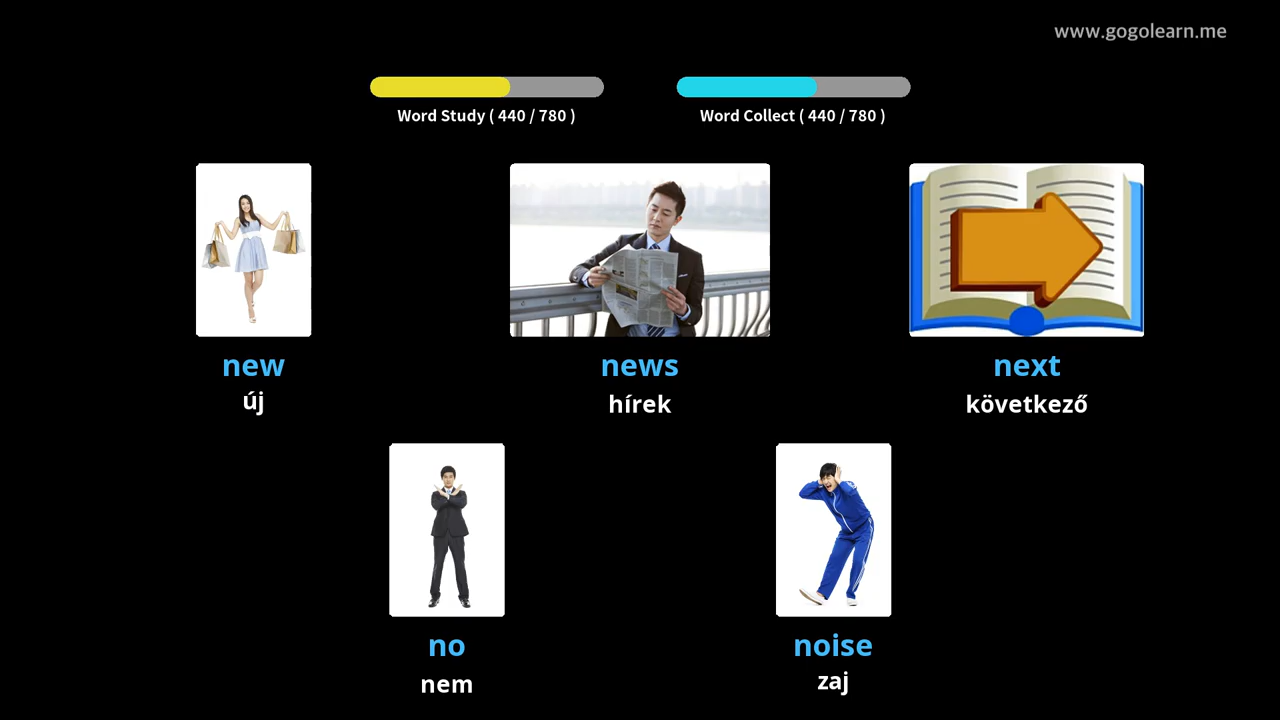 www.gogolearn.me
Word Study ( 440 / 780 )
Word Collect ( 440 / 780 )
new
új
news
hírek
next
következő
no
nem
noise
zaj